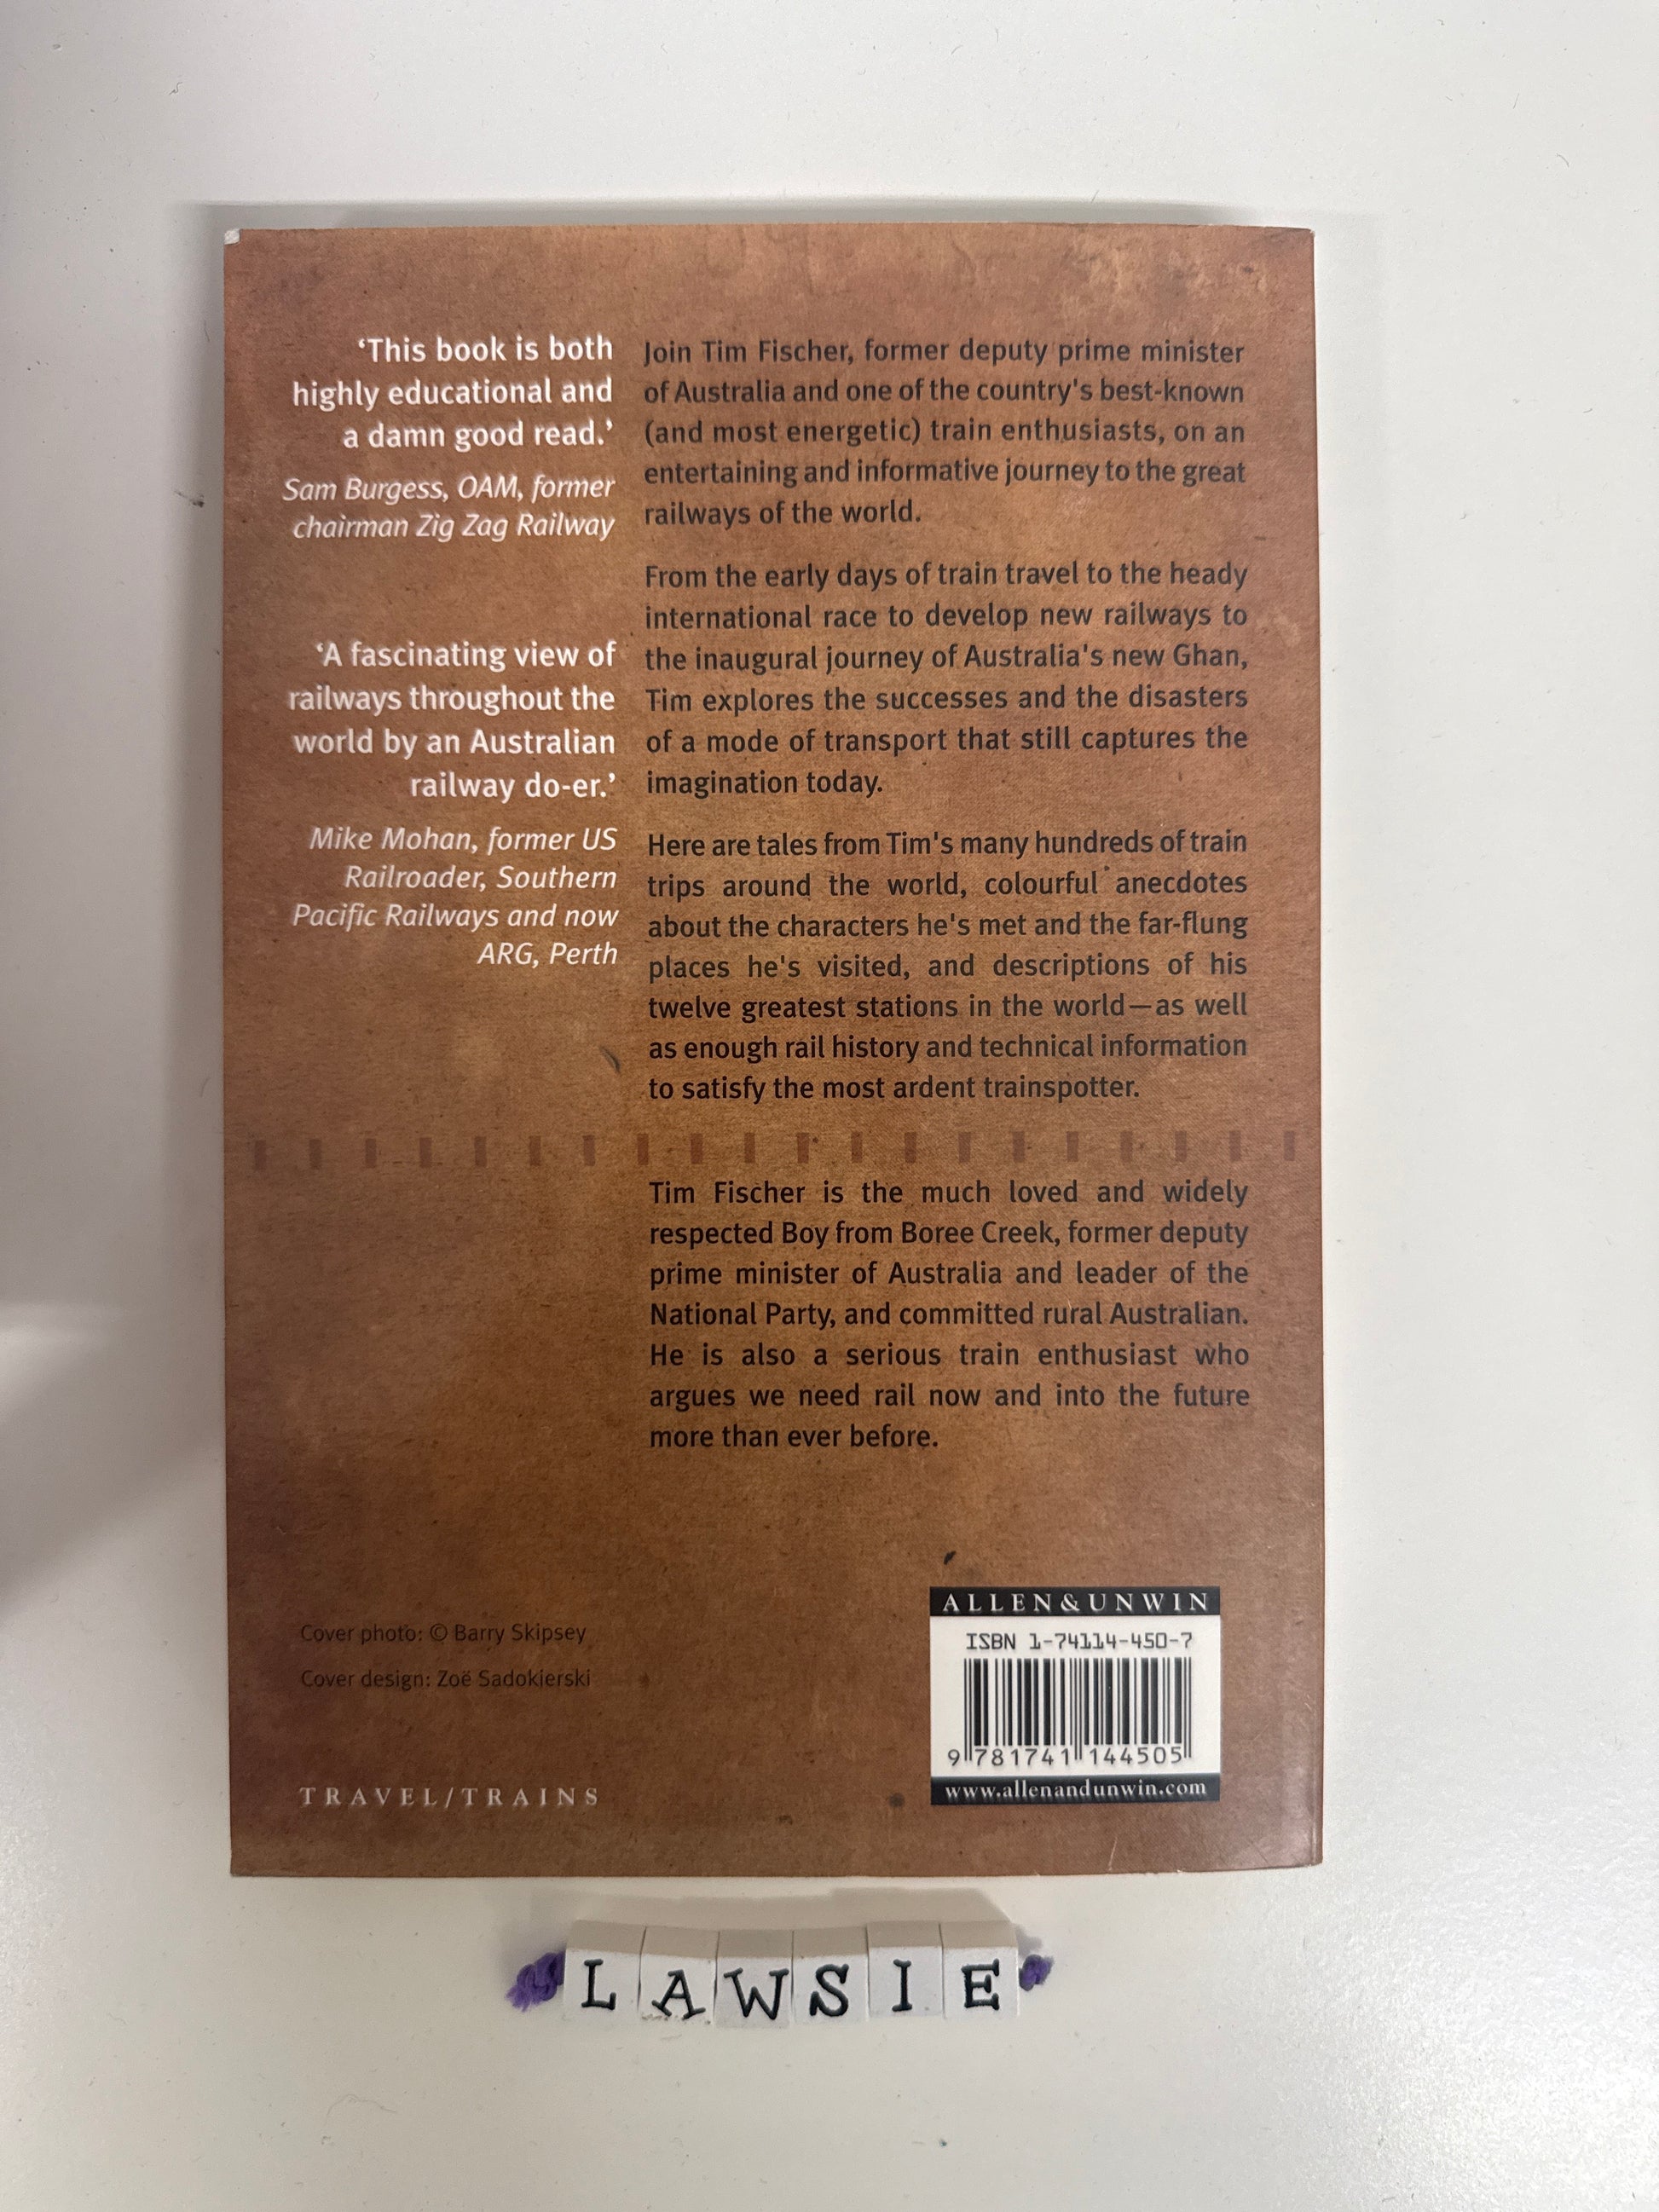 ‘This book is both
highly educational and
a damn good read.’
Sam Burgess, OAM, former
chairman Zig Zag Railway
‘A fascinating view of
railways throughout the
world by an Australian
railway do-er.’
Mike Mohan, former US
Railroader, Southern
Pacific Railways and now
ARG, Perth
Join Tim Fischer, former deputy prime minister
of Australia and one of the country's best-known
(and most energetic) train enthusiasts, on an
entertaining and informative journey to the great
railways of the world.
From the early days of train travel to the heady
international race to develop new railways to
the inaugural journey of Australia's new Ghan,
Tim explores the successes and the disasters
of a mode of transport that still captures the
imagination today.
Here are tales from Tim's many hundreds of train
trips around the world, colourful anecdotes
about the characters he's met and the far-flung
places he's visited, and descriptions of his
twelve greatest stations in the world—as well
as enough rail history and technical information
to satisfy the most ardent trainspotter.
Tim Fischer is the much loved and widely
respected Boy from Boree Creek, former deputy
prime minister of Australia and leader of the
National Party, and committed rural Australian.
He is also a serious train enthusiast who
argues we need rail now and into the future
more than ever before.
Cover photo: © Barry Skipsey
Cover design: Zoë Sadokierski
TRAVEL/TRAINS
ALLEN&UNWIN
ISBN 1-74114-450-7
9 781741 144505
www.allenandunwin.com
LAWSIE